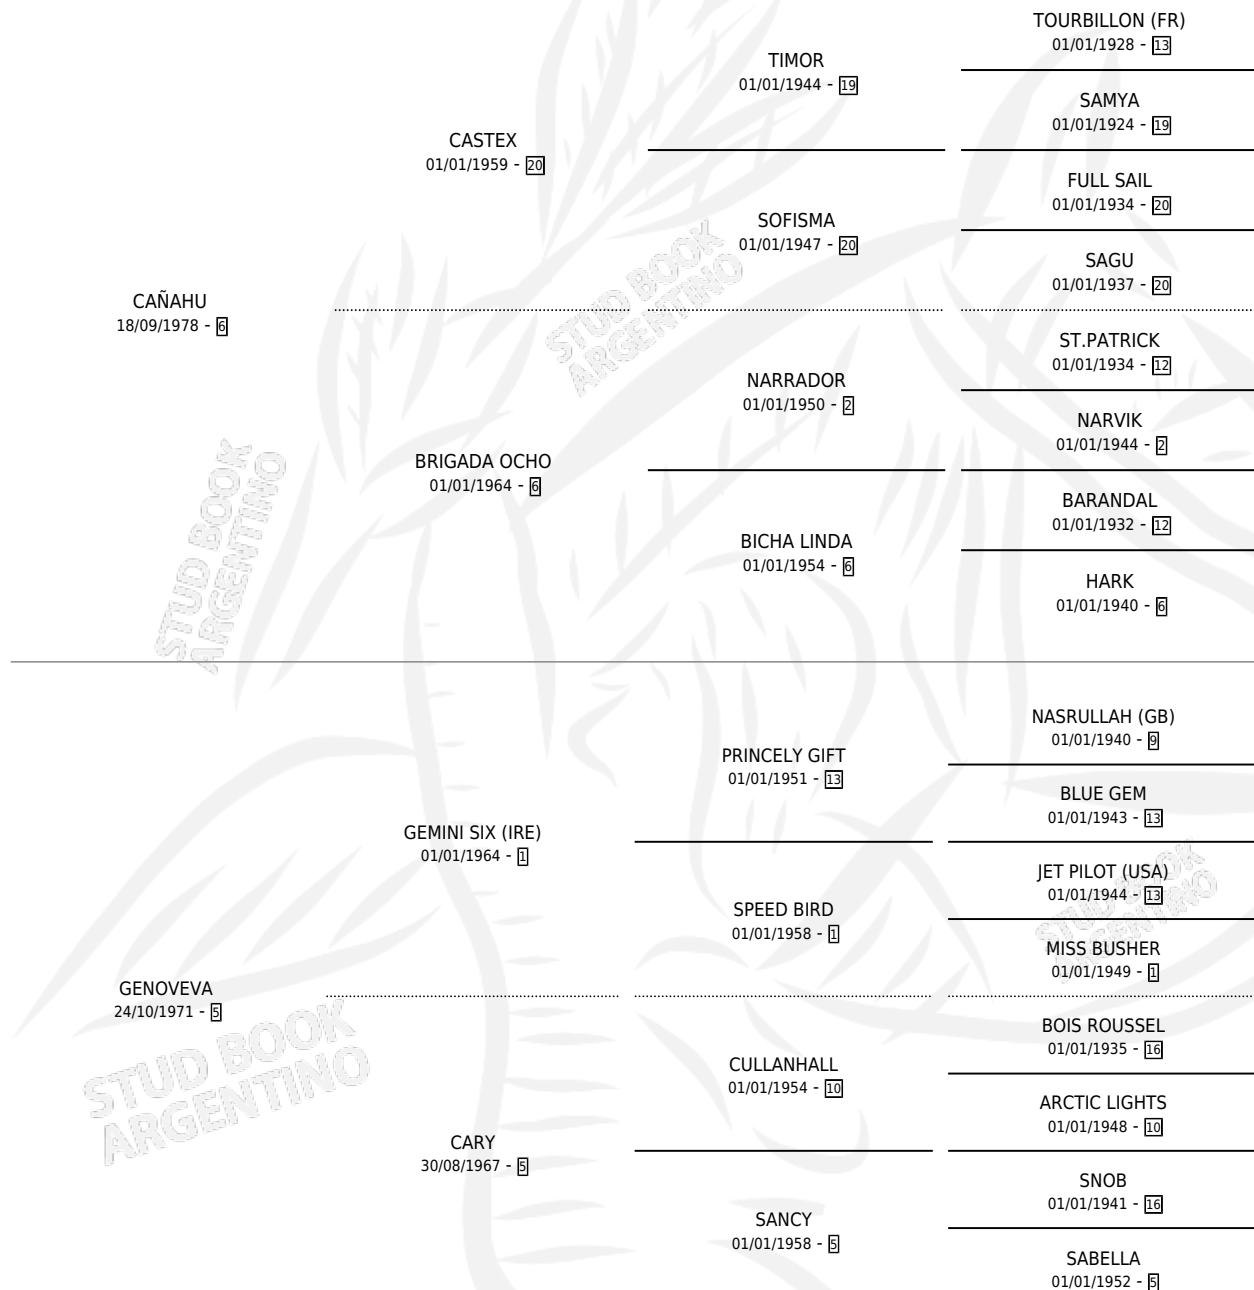 TOURBILLON (FR)
01/01/1928 - 13
TIMOR
01/01/1944 - 19
SAMYA
01/01/1924 - 19
CASTEX
01/01/1959 - 20
FULL SAIL
01/01/1934 - 20
SOFISMA
01/01/1947 - 20
SAGU
01/01/1937 - 20
CAÑAHU
18/09/1978 - 6
STUD BOOK
ARGENTINO
ST.PATRICK
01/01/1934 - 12
NARRADOR
01/01/1950 - 2
NARVIK
01/01/1944 - 2
BRIGADA OCHO
01/01/1964 - 6
BARANDAL
01/01/1932 - 12
BICHA LINDA
01/01/1954 - 6
HARK
01/01/1940 - 6
STUD BOOK
ARGENTINO
NASRULLAH (GB)
01/01/1940 - 9
PRINCELY GIFT
01/01/1951 - 13
BLUE GEM
01/01/1943 - 13
GEMINI SIX (IRE)
01/01/1964 - 1
JET PILOT (USA)
01/01/1944 - 13
STUD BOOK
ARGENTINO
SPEED BIRD
01/01/1958 - 1
MISS BUSHER
01/01/1949 - 1
GENOVEVA
24/10/1971 - 5
BOIS ROUSSEL
01/01/1935 - 16
CULLANHALL
01/01/1954 - 10
ARCTIC LIGHTS
01/01/1948 - 10
STUD BOOK
ARGENTINO
CARY
30/08/1967 - 5
SNOB
01/01/1941 - 16
SANCY
01/01/1958 - 5
SABELLA
01/01/1952 - 5